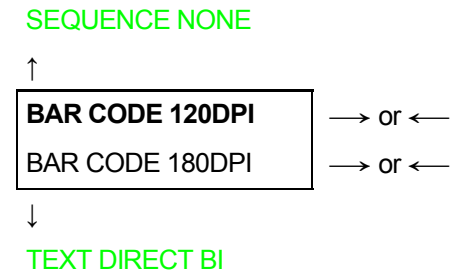 SEQUENCE NONE
↑
BAR CODE 120DPI → or ←
BAR CODE 180DPI → or ←
↓
TEXT DIRECT BI